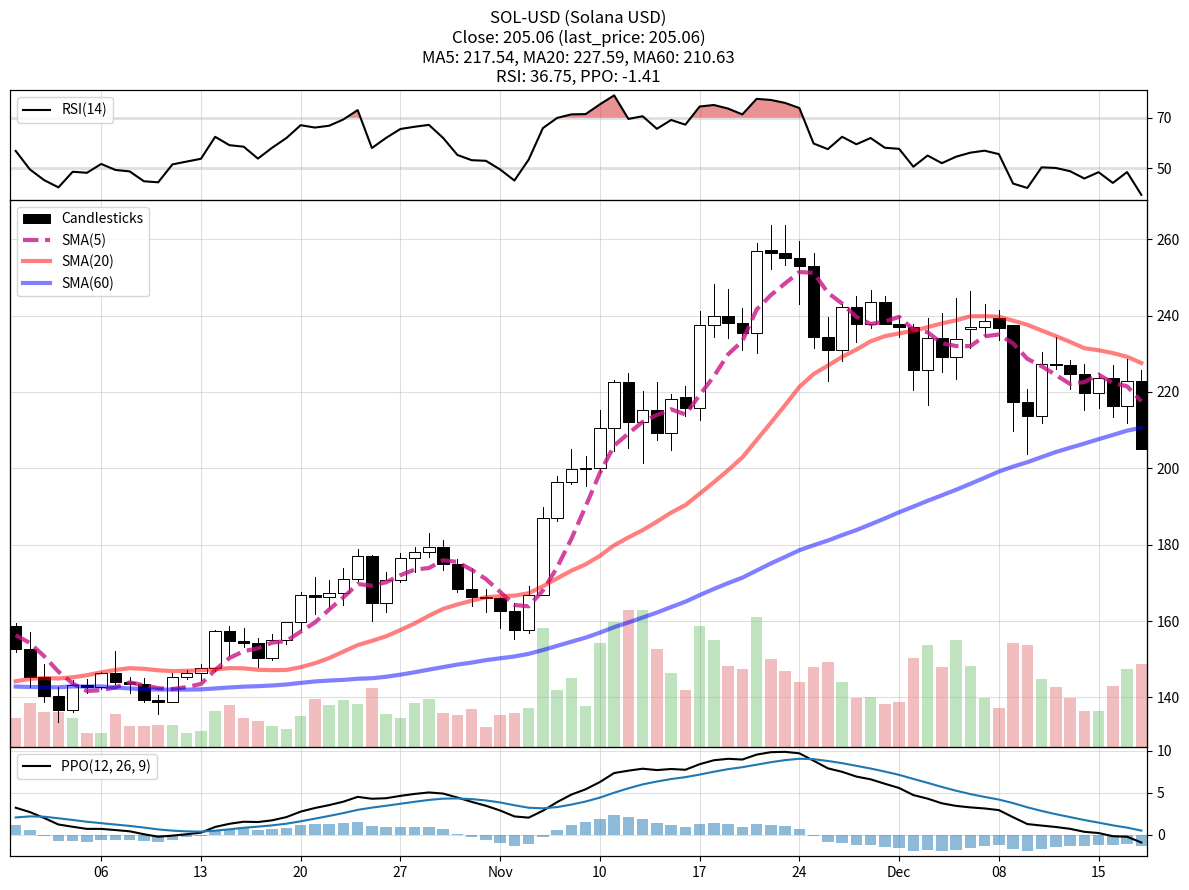 SOL-USD (Solana USD)
Close: 205.06 (last_price: 205.06)
MA5: 217.54, MA20: 227.59, MA60: 210.63
RSI: 36.75, PPO: -1.41
RSI(14)
70
50
Candlesticks
SMA(5)
SMA(20)
SMA(60)
260
240
220
200
180
160
140
PPO(12, 26, 9)
10
5
0
06 13 20 27 Nov 10 17 24 Dec 08 15